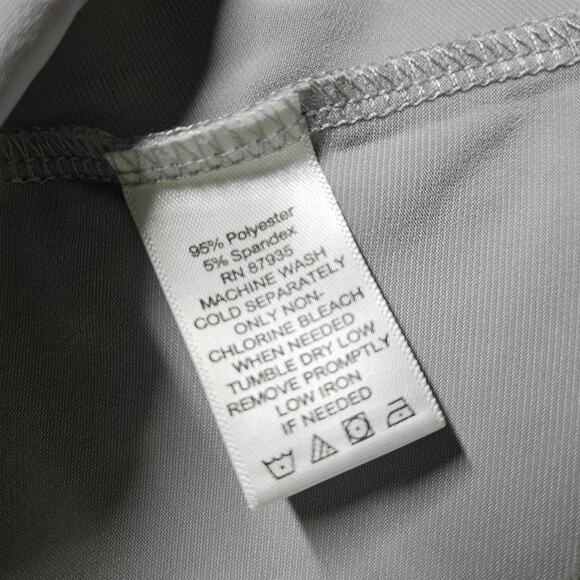 95% Polyester
5% Spandex
RN 87935
MACHINE WASH
COLD SEPARATELY
ONLY NON-
CHLORINE BLEACH
WHEN NEEDED
TUMBLE DRY LOW
REMOVE PROMPTLY
LOW IRON
IF NEEDED